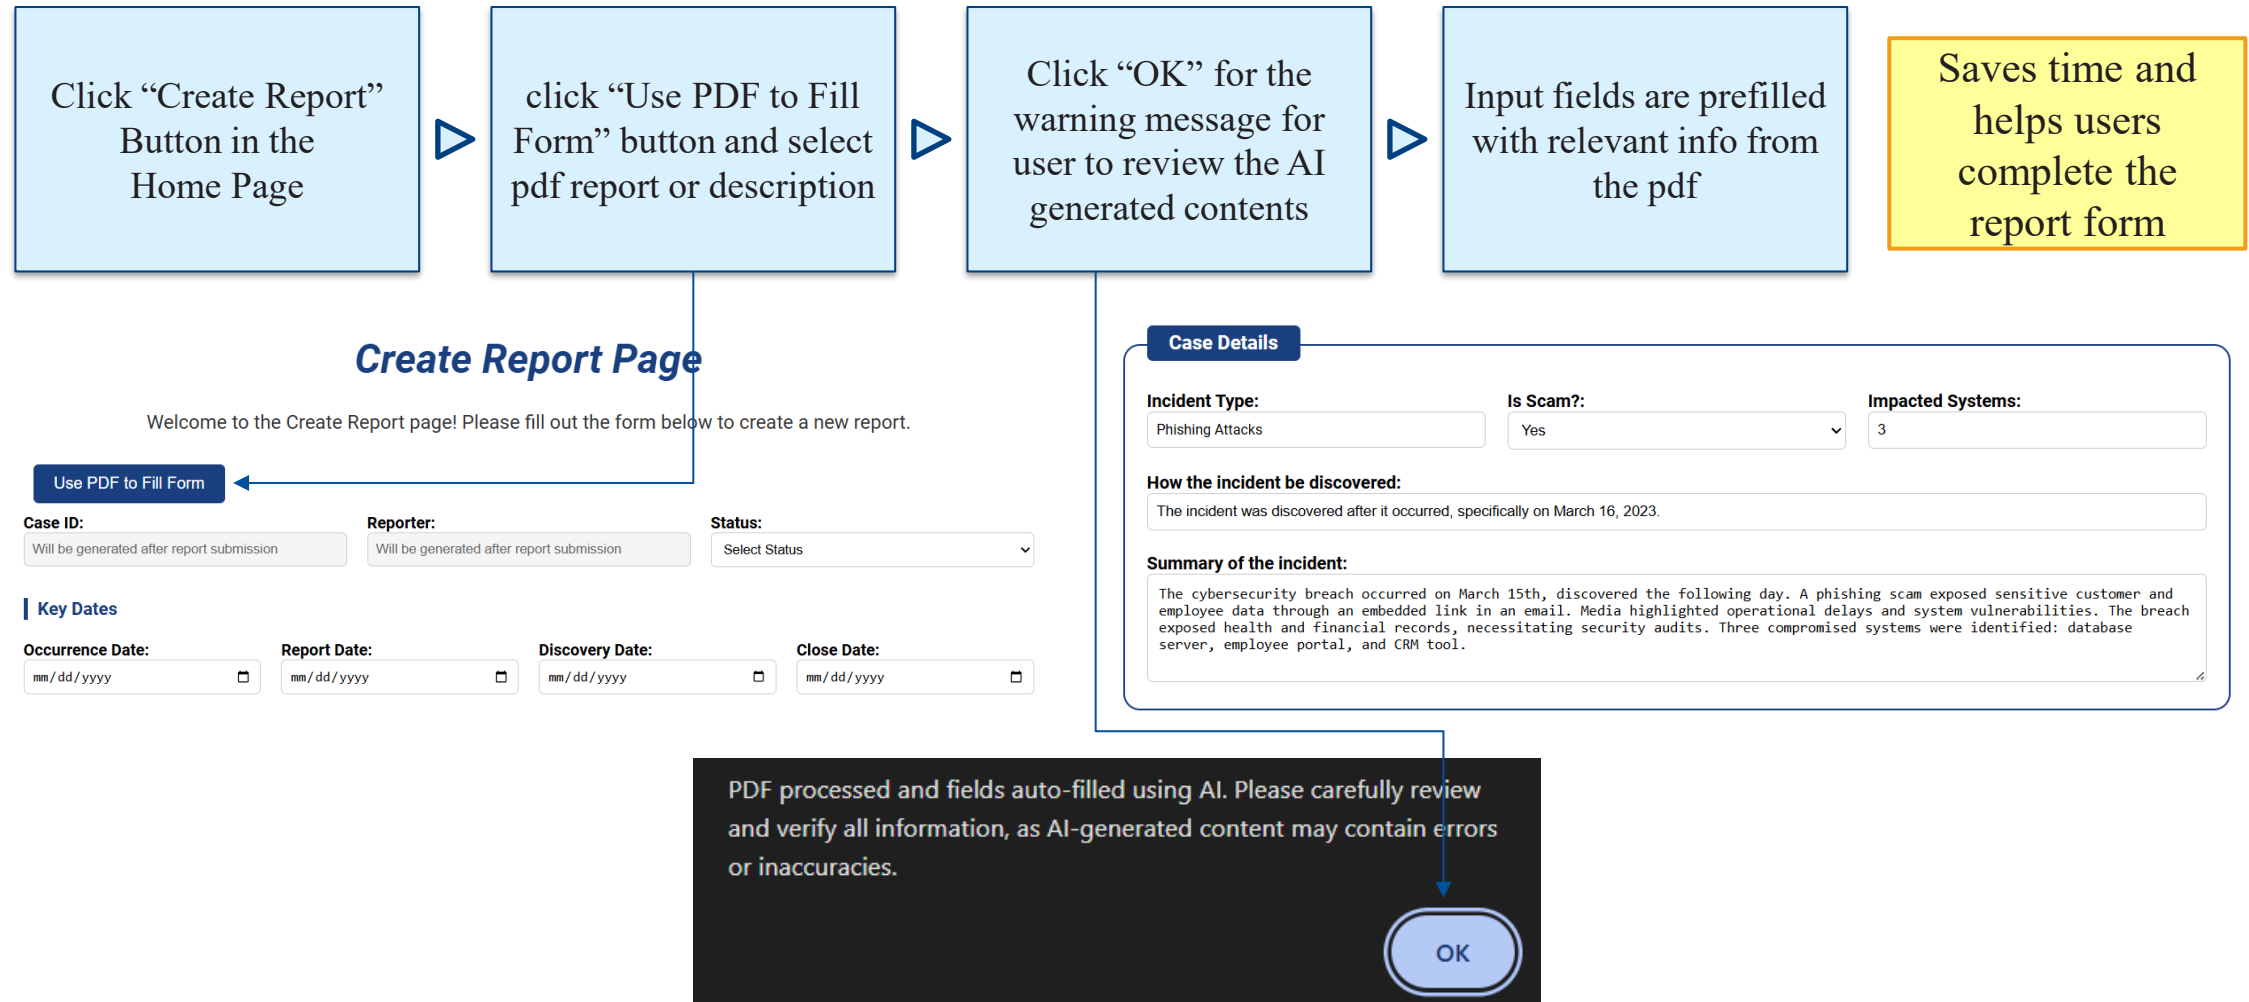 Click “Create Report”
Button in the
Home Page
click “Use PDF to Fill
Form” button and select
pdf report or description
Click “OK” for the
warning message for
user to review the AI
generated contents
Input fields are prefilled
with relevant info from
the pdf
Saves time and
helps users
complete the
report form
Create Report Page
Welcome to the Create Report page! Please fill out the form below to create a new report.
Use PDF to Fill Form
Case ID:
Reporter:
Status:
Will be generated after report submission
Will be generated after report submission
Select Status
Key Dates
Occurrence Date:
Report Date:
Discovery Date:
Close Date:
mm/dd/yyyy
mm/dd/yyyy
mm/dd/yyyy
mm/dd/yyyy
Case Details
Incident Type:
Is Scam?:
Impacted Systems:
Phishing Attacks
Yes
3
How the incident be discovered:
The incident was discovered after it occurred, specifically on March 16, 2023.
Summary of the incident:
The cybersecurity breach occurred on March 15th, discovered the following day. A phishing scam exposed sensitive customer and
employee data through an embedded link in an email. Media highlighted operational delays and system vulnerabilities. The breach
exposed health and financial records, necessitating security audits. Three compromised systems were identified: database
server, employee portal, and CRM tool.
PDF processed and fields auto-filled using AI. Please carefully review
and verify all information, as AI-generated content may contain errors
or inaccuracies.
OK